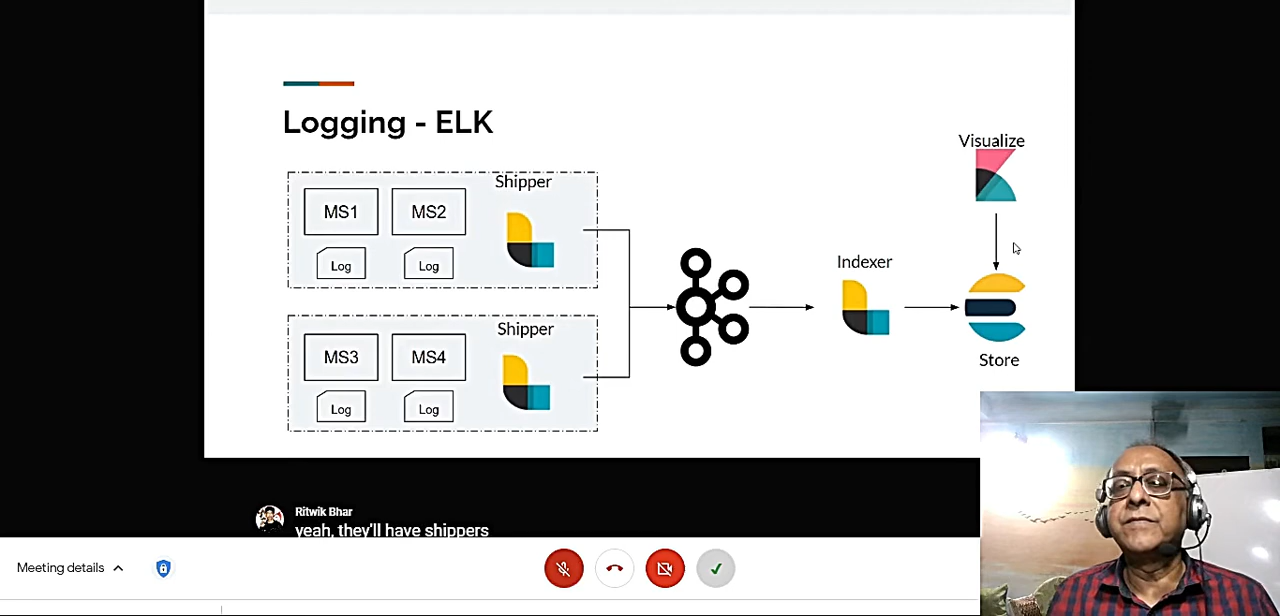 Logging - ELK
Visualize
Shipper
MS1
MS2
Log
Log
Indexer
Shipper
MS3
MS4
Log
Log
Store
Ritwik Bhar
yeah, they'll have shippers
Meeting details